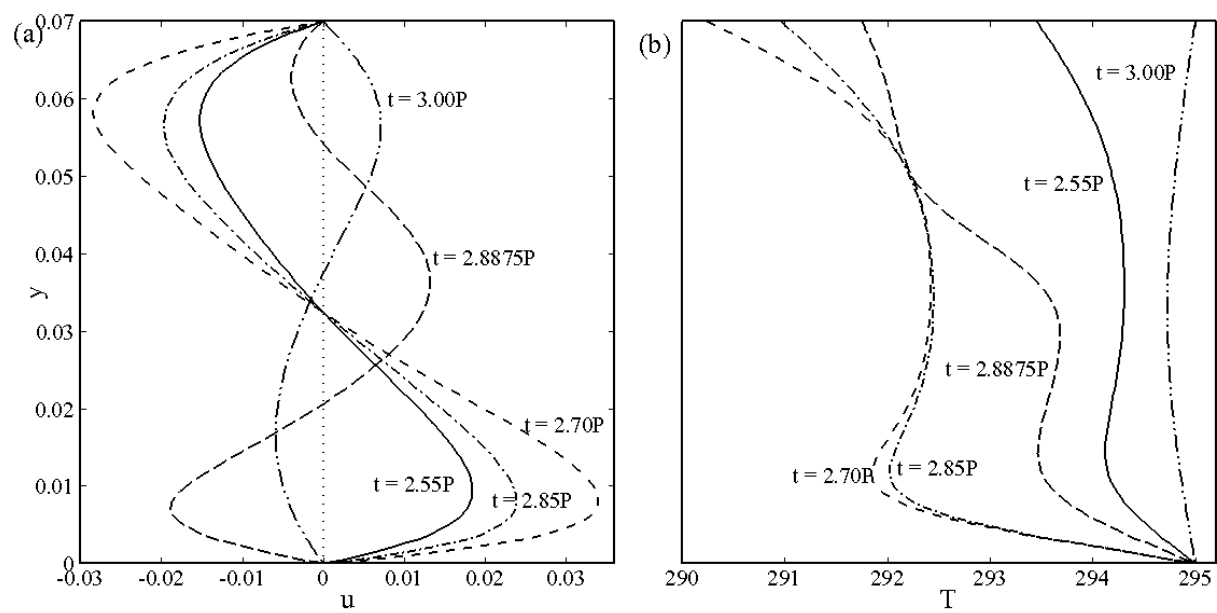 (a)
0.07
0.06
0.05
0.04
0.03
0.02
0.01
0
y
t = 3.00P
t = 2.8875P
t = 2.70P
t = 2.55P
t = 2.85P
-0.03 -0.02 -0.01 0 0.01 0.02 0.03
u
(b)
t = 3.00P
t = 2.55P
t = 2.8875P
t = 2.70P
t = 2.85P
290 291 292 293 294 295
T